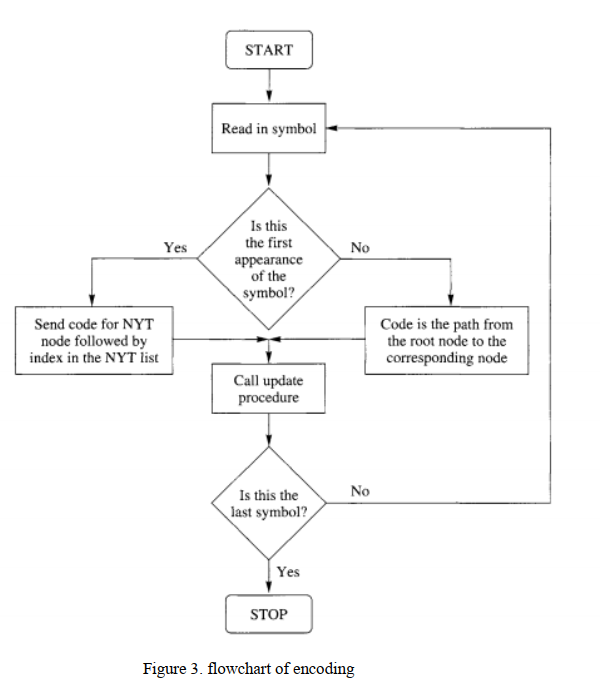 START
Read in symbol
Is this
the first
appearance
of the
symbol?
Yes
No
Send code for NYT
node followed by
index in the NYT list
Code is the path from
the root node to the
corresponding node
Call update
procedure
Is this the
last symbol?
No
Yes
STOP
Figure 3. flowchart of encoding